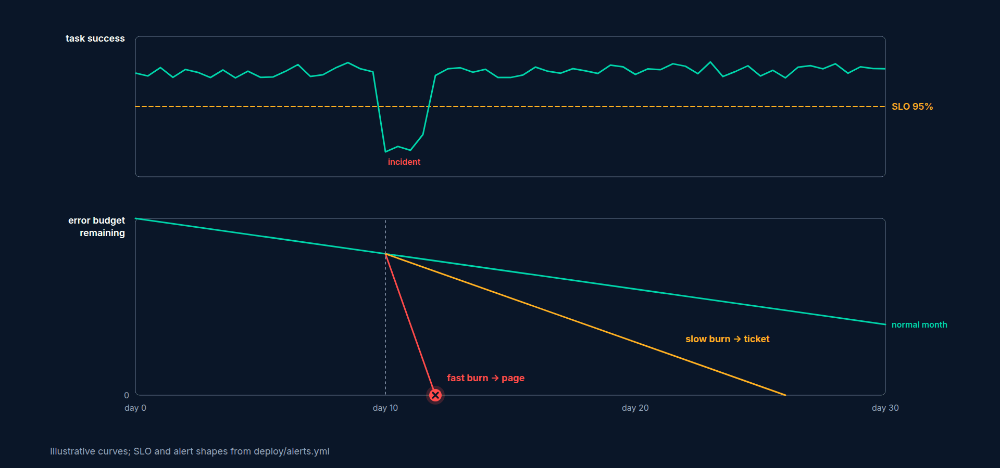 task success
SLO 95%
incident
error budget
remaining
normal month
slow burn → ticket
fast burn → page
0
day 0
day 10
day 20
day 30
Illustrative curves; SLO and alert shapes from deploy/alerts.yml